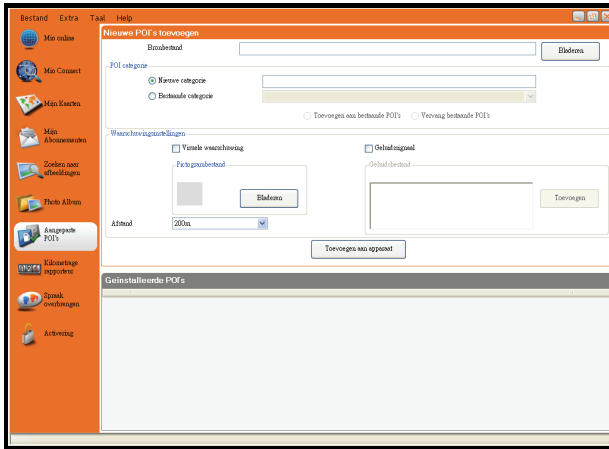 Bestand Extra Taal Help
Mio online
Mio Connect
Mijn Kaarten
Mijn
Abonnementen
Zoeken naar
afbeeldingen
Photo Album
Aangepaste
POI's
Kilometrage
rapporten
Spraak
overbrengen
Activering
Nieuwe POI's toevoegen
Bronbestand
Bladeren
POI categorie
Nieuwe categorie
Bestaande categorie
Toevoegen aan bestaande POI's Vervang bestaande POI's
Waarschuwingsinstellingen
Visuele waarschuwing Geluidssignaal
Pictogrambestand Geluidbestand
Bladeren Toevoegen
Afstand 200m
Toevoegen aan apparaat
Geïnstalleerde POI's